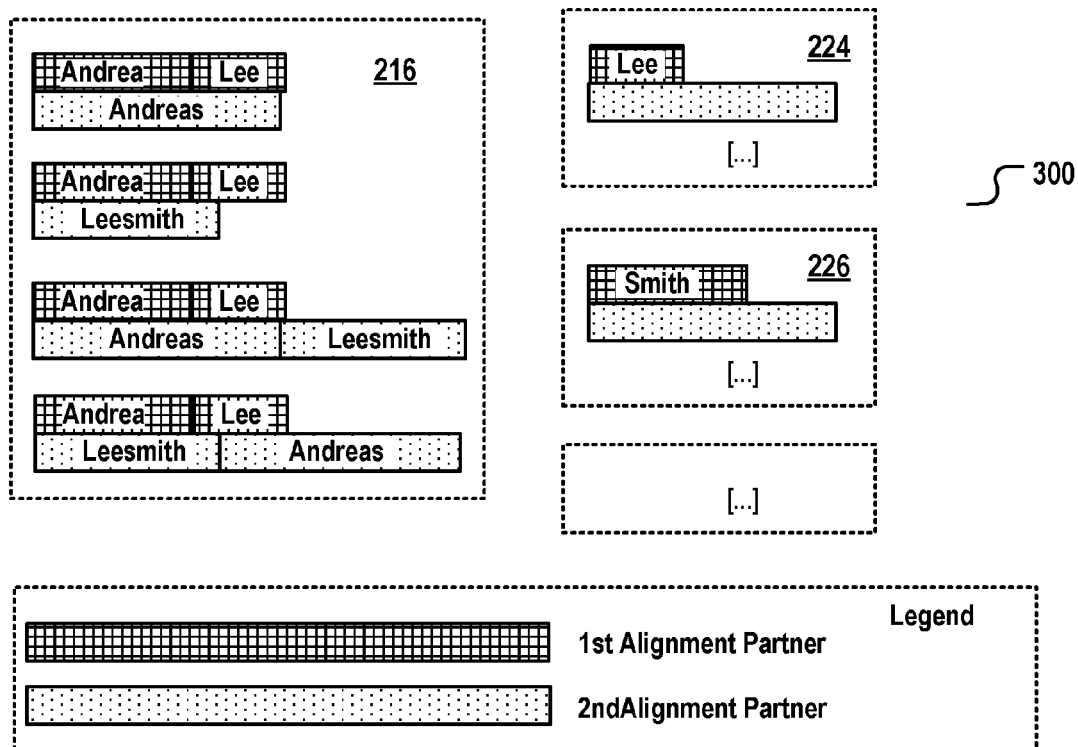 Andrea Lee 216
Andreas
Andrea Lee
Leesmith
Andrea Lee
Andreas Leesmith
Andrea Lee
Leesmith Andreas
Lee 224
[...]
300
Smith 226
[...]
[...]
Legend
1st Alignment Partner
2ndAlignment Partner